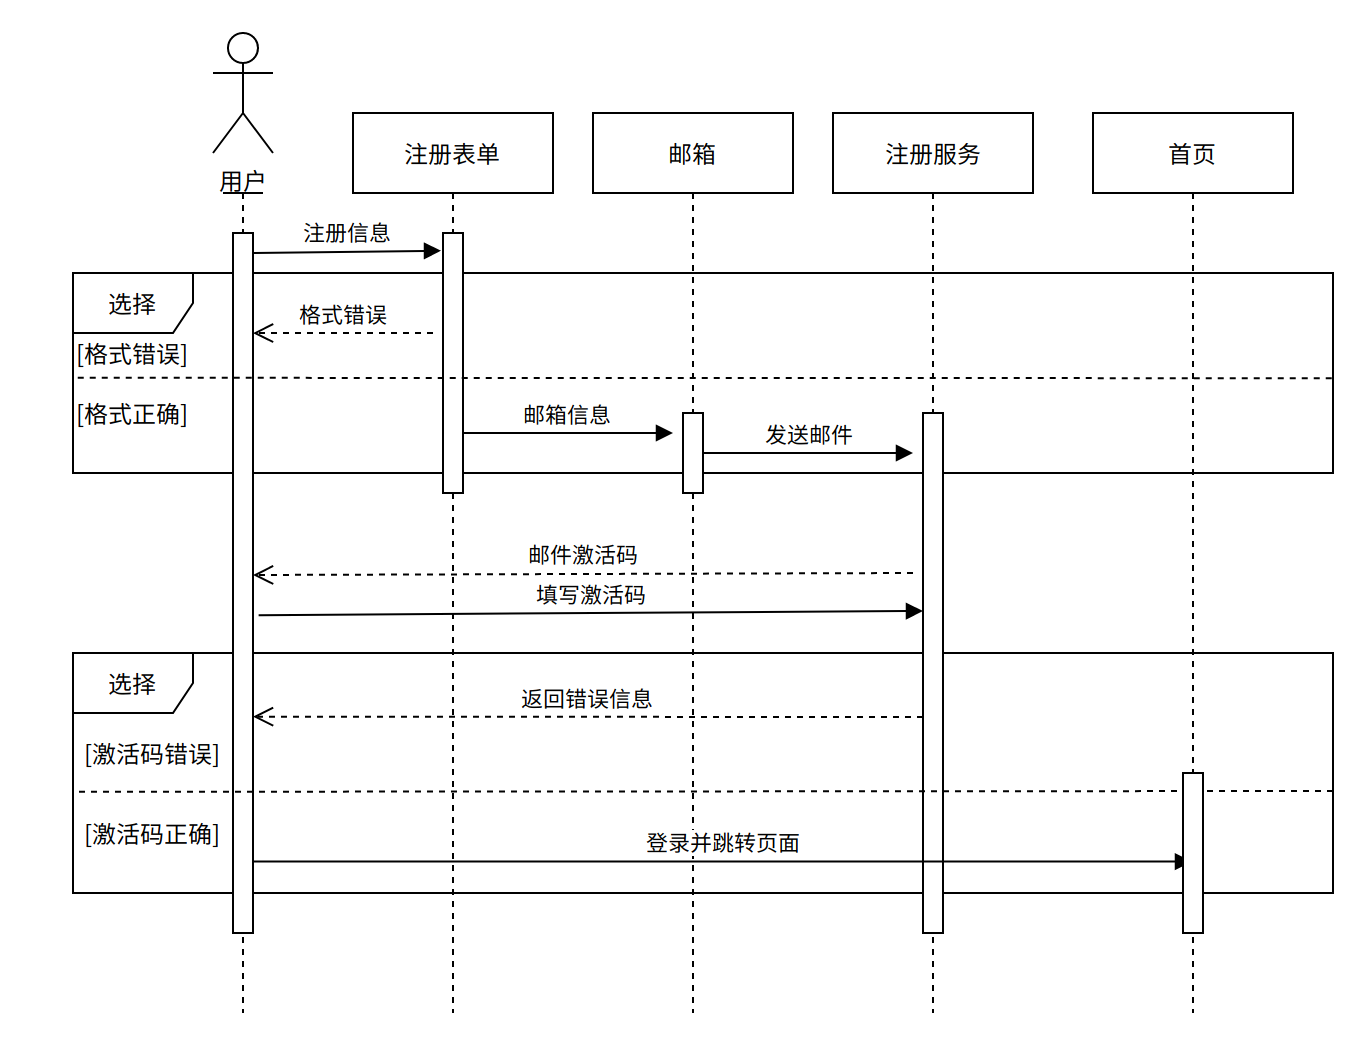 用户
注册表单
邮箱
注册服务
首页
注册信息
选择
格式错误
[格式错误]
[格式正确]
邮箱信息
发送邮件
邮件激活码
填写激活码
选择
返回错误信息
[激活码错误]
[激活码正确]
登录并跳转页面